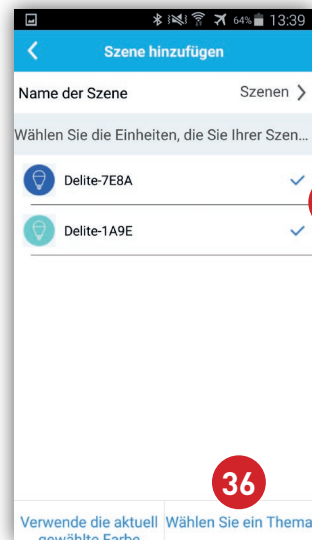 64% 13:39
Szene hinzufügen
Name der Szene Szenen
Wählen Sie die Einheiten, die Sie Ihrer Szen...
Delite-7E8A
Delite-1A9E
36
Verwende die aktuell
gewählte Farbe
Wählen Sie ein Thema